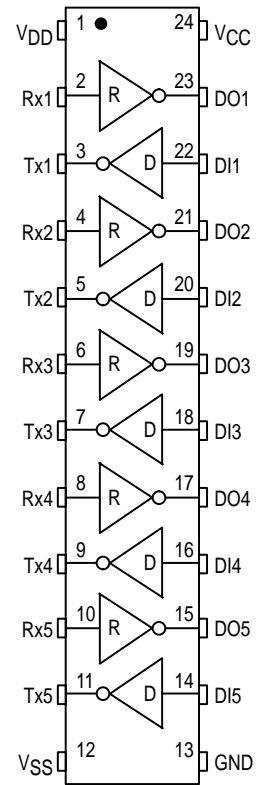 VDD 1 24 VCC
Rx1 2 R 23 DO1
Tx1 3 D 22 DI1
Rx2 4 R 21 DO2
Tx2 5 D 20 DI2
Rx3 6 R 19 DO3
Tx3 7 D 18 DI3
Rx4 8 R 17 DO4
Tx4 9 D 16 DI4
Rx5 10 R 15 DO5
Tx5 11 D 14 DI5
VSS 12 13 GND